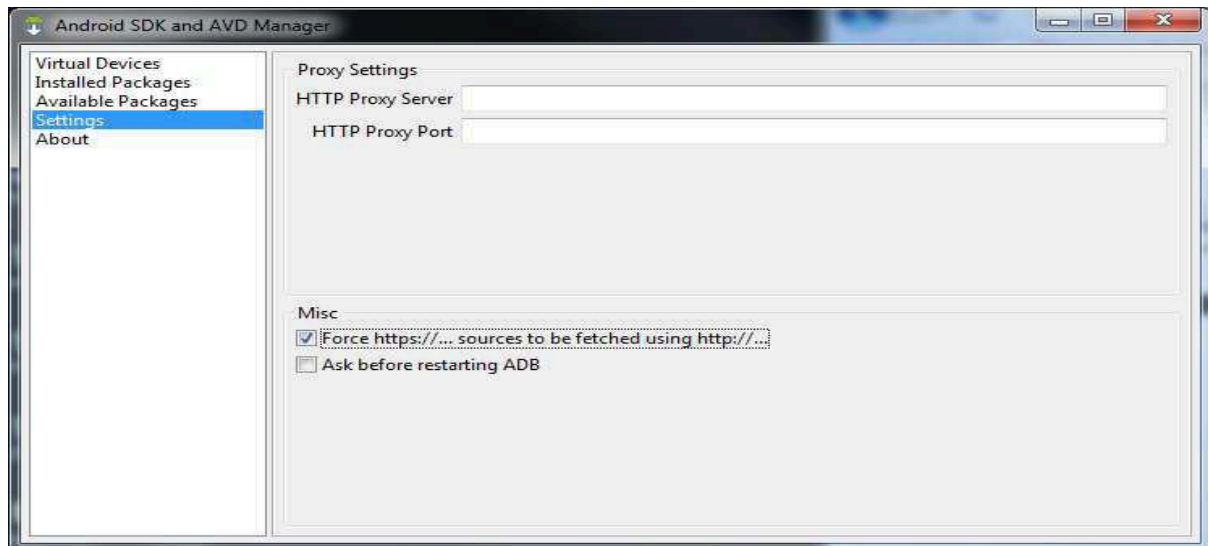 Android SDK and AVD Manager
Virtual Devices
Installed Packages
Available Packages
Settings
About
Proxy Settings
HTTP Proxy Server
HTTP Proxy Port
Misc
Force https://... sources to be fetched using http://...
Ask before restarting ADB